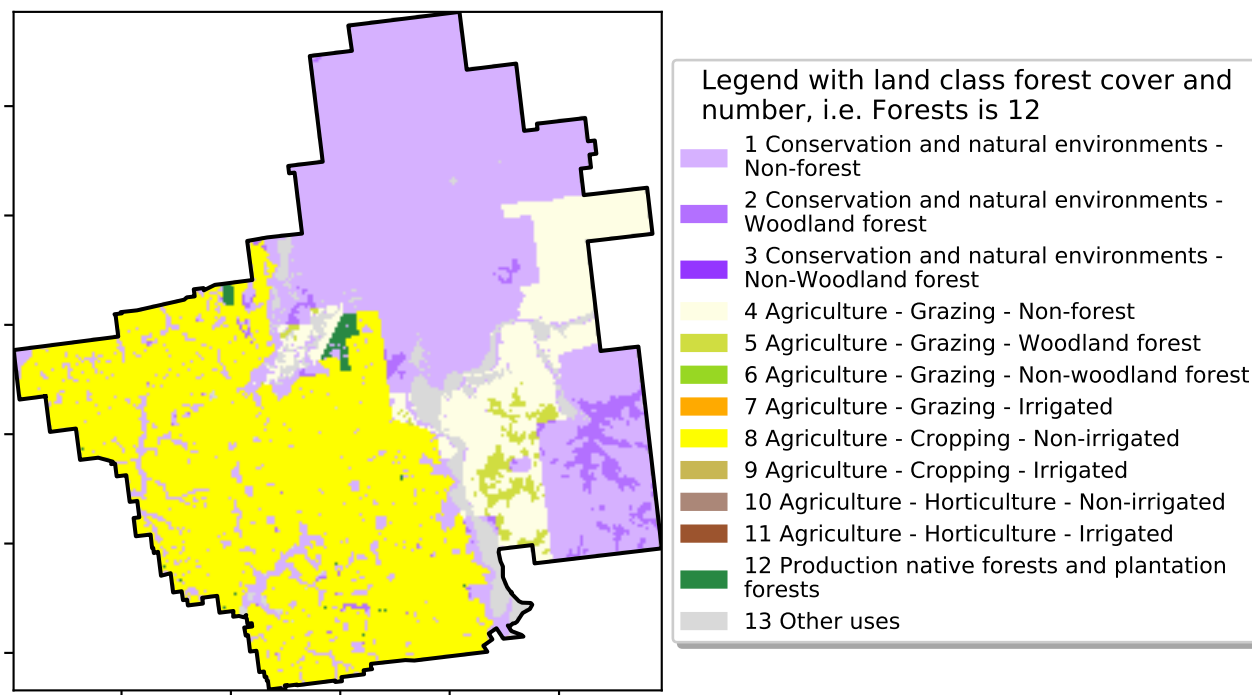 Legend with land class forest cover and
number, i.e. Forests is 12
1 Conservation and natural environments -
Non-forest
2 Conservation and natural environments -
Woodland forest
3 Conservation and natural environments -
Non-Woodland forest
4 Agriculture - Grazing - Non-forest
5 Agriculture - Grazing - Woodland forest
6 Agriculture - Grazing - Non-woodland forest
7 Agriculture - Grazing - Irrigated
8 Agriculture - Cropping - Non-irrigated
9 Agriculture - Cropping - Irrigated
10 Agriculture - Horticulture - Non-irrigated
11 Agriculture - Horticulture - Irrigated
12 Production native forests and plantation
forests
13 Other uses